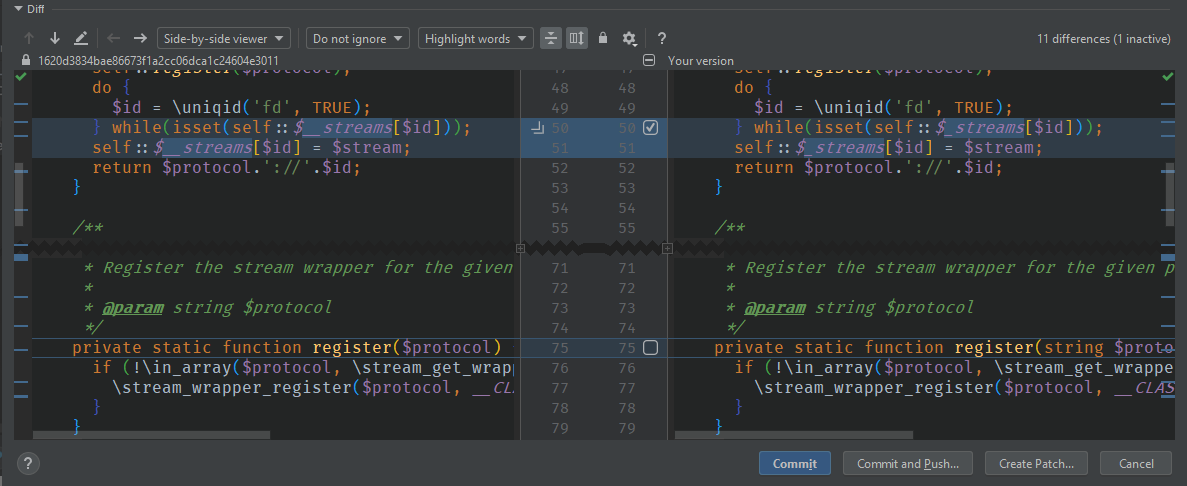 Diff
Side-by-side viewer Do not ignore Highlight words ? 11 differences (1 inactive)
1620d3834bae86673f1a2cc06dca1c24604e3011 Your version
self::register($protocol); 47 47 self::register($protocol);
do { 48 48 do {
$id = \uniqid('fd', TRUE); 49 49 $id = \uniqid('fd', TRUE);
} while(isset(self::$__streams[$id])); 50 50 } while(isset(self::$_streams[$id]));
self::$__streams[$id] = $stream; 51 51 self::$_streams[$id] = $stream;
return $protocol.'://'.$id; 52 52 return $protocol.'://'.$id;
} 53 53 }
54 54
/** 55 55 /**
* Register the stream wrapper for the given 71 71 * Register the stream wrapper for the given p
* 72 72 *
* @param string $protocol 73 73 * @param string $protocol
*/ 74 74 */
private static function register($protocol) 75 75 private static function register(string $proto
if (!\in_array($protocol, \stream_get_wrapp 76 76 if (!\in_array($protocol, \stream_get_wrappe
\stream_wrapper_register($protocol, __CL 77 77 \stream_wrapper_register($protocol, __CLAS
} 78 78 }
} 79 79 }
? Commit Commit and Push... Create Patch... Cancel